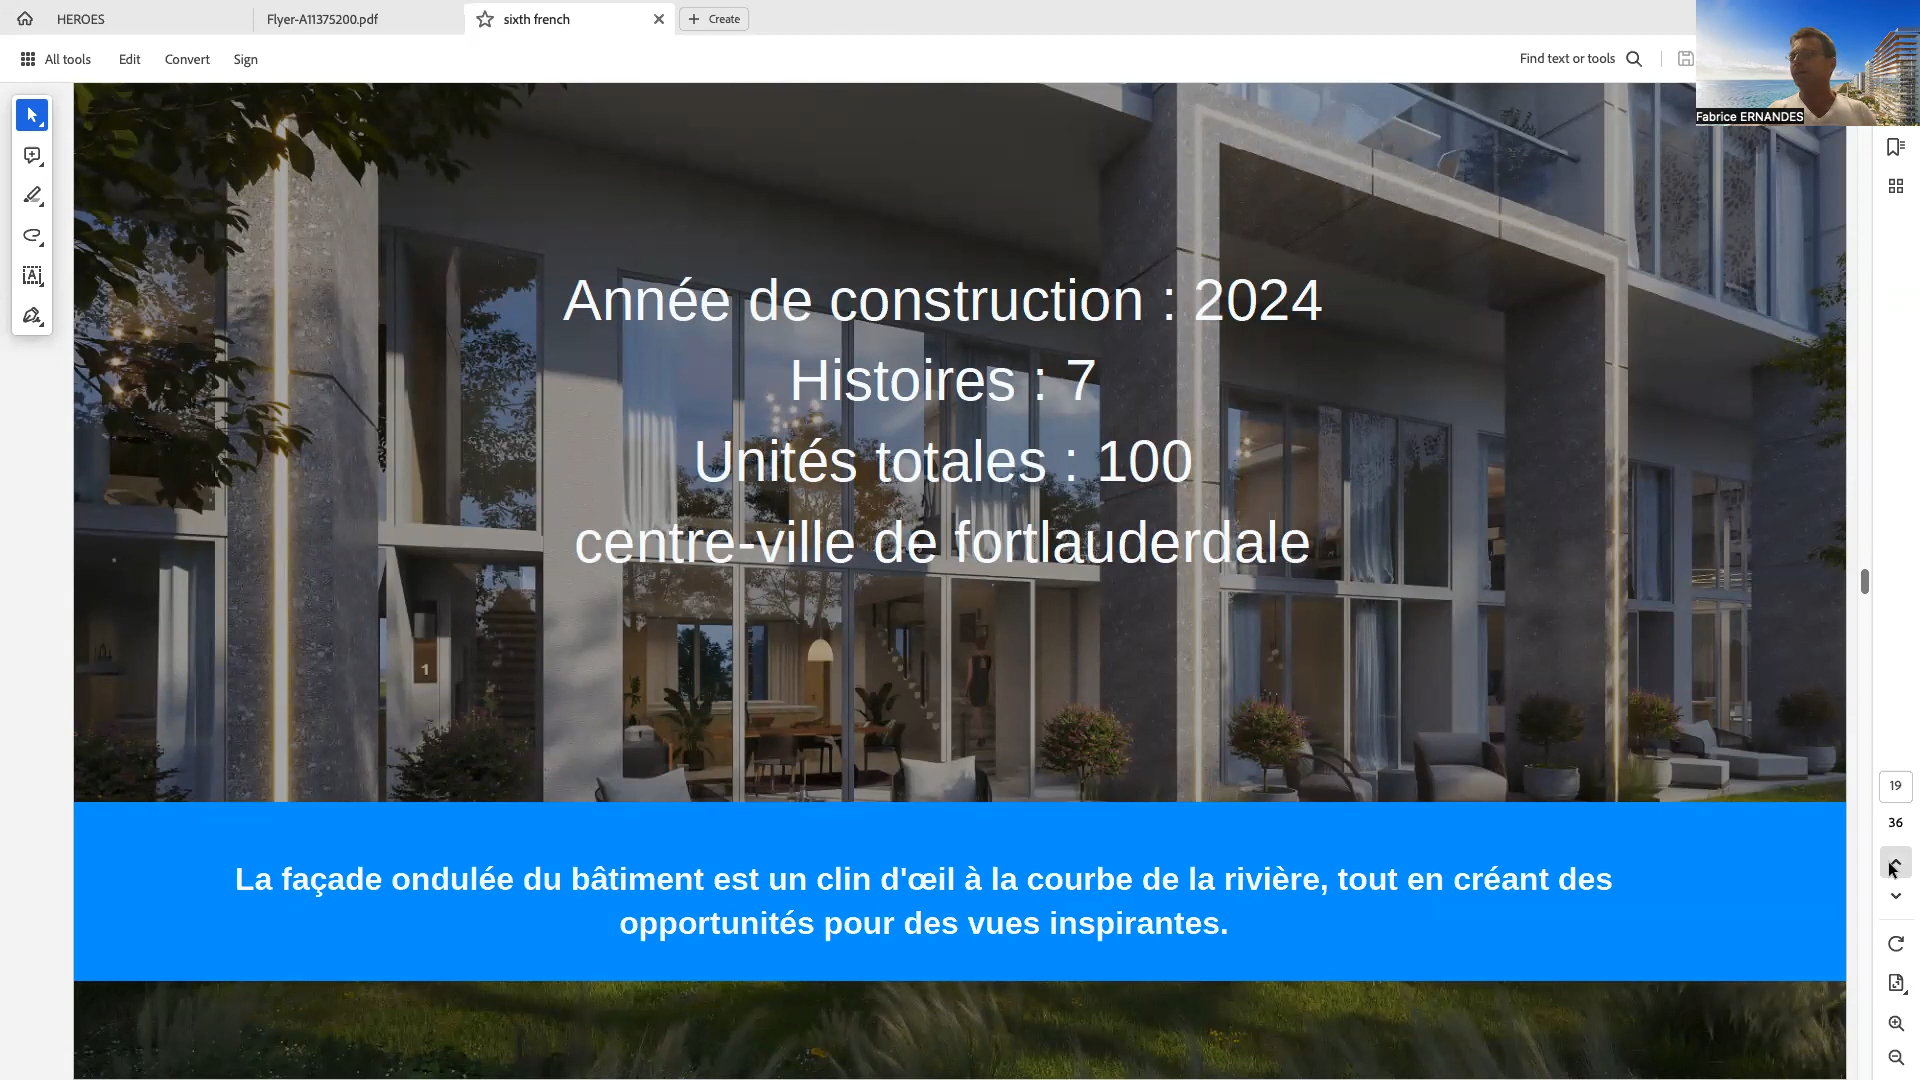 HEROES
Flyer-A11375200.pdf
sixth french
Create
All tools
Edit
Convert
Sign
Find text or tools
Fabrice ERNANDES
Année de construction : 2024
Histoires : 7
Unités totales : 100
centre-ville de fortlauderdale
1
La façade ondulée du bâtiment est un clin d'œil à la courbe de la rivière, tout en créant des
opportunités pour des vues inspirantes.
19
36